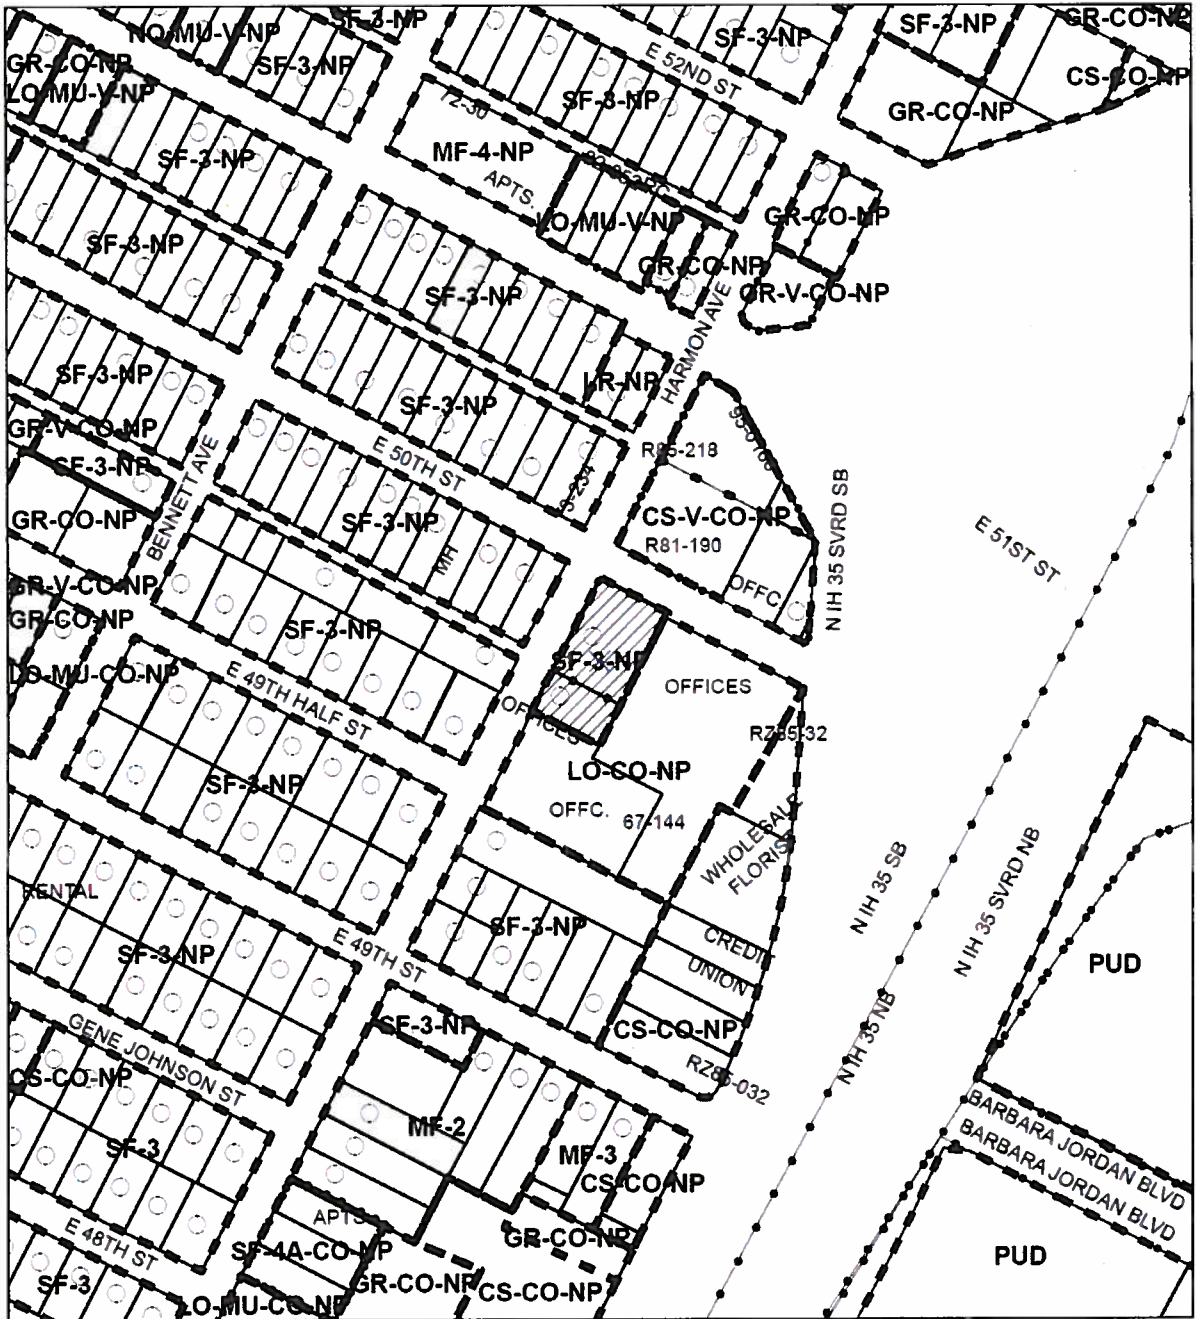 SF-3-NP
NO-MU-V-NP
SF-3-NP
SF-3-NP
GR-CO-NP
GR-CO-NP
SF-3-NP
E 52ND ST
CS-CO-NP
LO-MU-V-NP
72-30
SF-3-NP
GR-CO-NP
SF-3-NP
MF-4-NP
APTS.
LO-MU-V-NP
GR-CO-NP
SF-3-NP
GR-CO-NP
GR-V-CO-NP
SF-3-NP
HARMON AVE
SF-3-NP
LR-NP
SF-3-NP
GR-V-CO-NP
E 50TH ST
R85-218
SF-3-NP
BENNETT AVE
GR-CO-NP
SF-3-NP
CS-V-CO-NP
N IH 35 SVRD SB
E 51ST ST
R81-190
MH
OFFC.
GR-V-CO-NP
GR-CO-NP
SF-3-NP
SF-3-NP
LO-MU-CO-NP
E 49TH HALF ST
OFFICES
OFFICES
RZ85-32
LO-CO-NP
SF-3-NP
OFFC.
67-144
WHOLESALE
FLORIST
RENTAL
N IH 35 SB
N IH 35 SVRD NB
SF-3-NP
E 49TH ST
SF-3-NP
CREDIT
UNION
PUD
CS-CO-NP
N IH 35 NB
SF-3-NP
GENE JOHNSON ST
CS-CO-NP
RZ85-032
MF-2
BARBARA JORDAN BLVD
BARBARA JORDAN BLVD
SF-3
MF-3
CS-CO-NP
APTS.
E 48TH ST
SF-4A-CO-NP
GR-CO-NP
PUD
SF-3
GR-CO-NP
CS-CO-NP
LO-MU-CO-NP